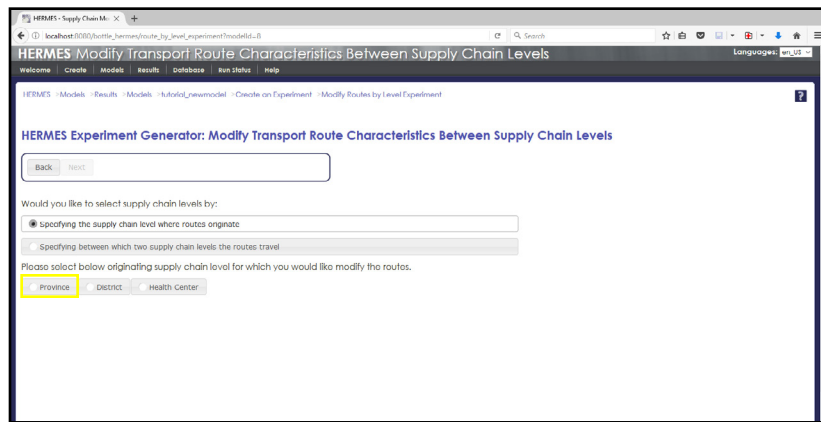 HERMES - Supply Chain Mo
localhost:8080/bottle_hermes/route_by_level_experiment?modelId=8
Search
HERMES Modify Transport Route Characteristics Between Supply Chain Levels
Languages: en_US
Welcome Create Models Results Database Run Status Help
HERMES >Models >Results >Models >tutorial_newmodel >Create an Experiment >Modify Routes by Level Experiment
?
HERMES Experiment Generator: Modify Transport Route Characteristics Between Supply Chain Levels
Back Next
Would you like to select supply chain levels by:
Specifying the supply chain level where routes originate
Specifying between which two supply chain levels the routes travel
Please select below originating supply chain level for which you would like modify the routes.
Province District Health Center